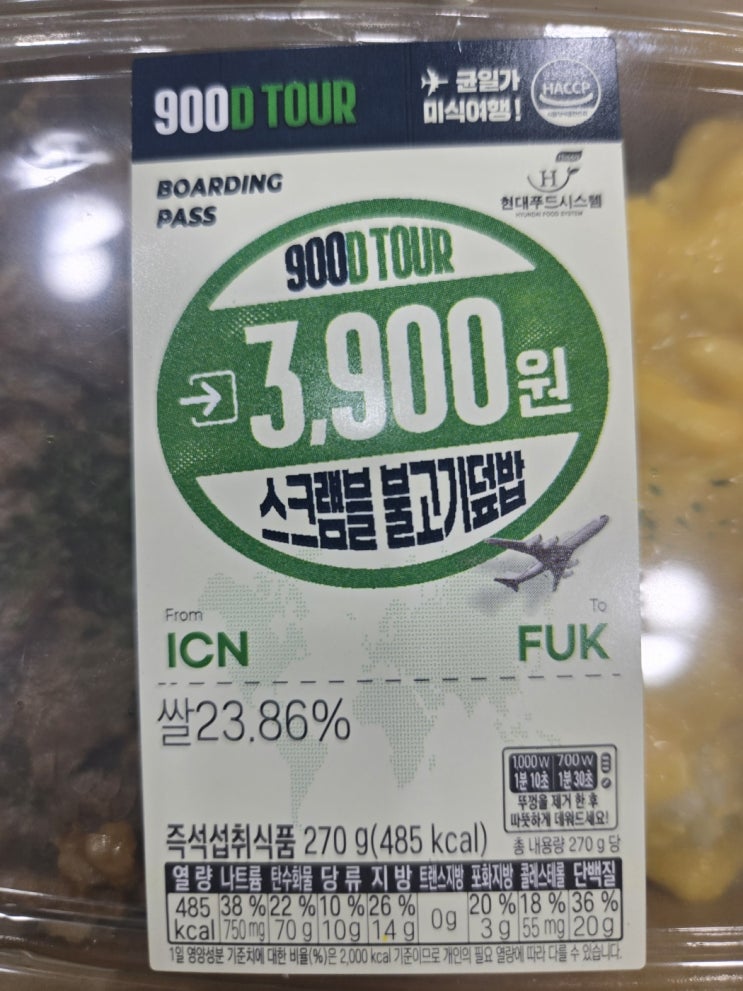 900D TOUR
균일가
미식여행!
HACCP
BOARDING
PASS
H
현대푸드시스템
HYUNDAI FOOD SYSTEM
900D TOUR
3,900원
스크램블 불고기덮밥
From
To
ICN
FUK
쌀23.86%
1,000W 700W
1분 10초 1분 30초
뚜껑을 제거 한 후
따뜻하게 데워드세요!
즉석섭취식품 270 g(485 kcal)
총 내용량 270 g 당
열 량 나트륨 탄수화물 당 류 지 방 트랜스지방 포화지방 콜레스테롤 단백질
485 38 % 22 % 10 % 26 % 0g 20 % 18 % 36 %
kcal 750 mg 70 g 10g 14 g 3 g 55 mg 20 g
1일 영양성분 기준치에 대한 비율(%)은 2,000 kcal 기준이므로 개인의 필요 열량에 따라 다를 수 있습니다.